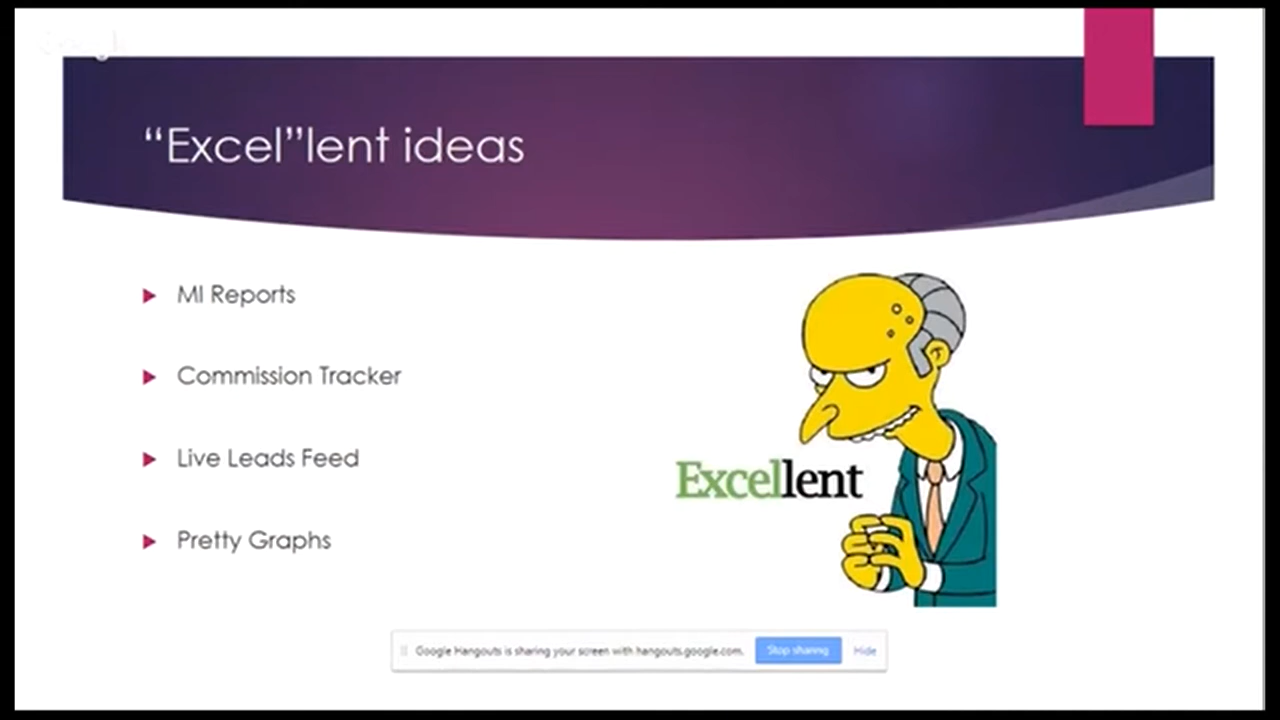 “Excel”lent ideas
MI Reports
Commission Tracker
Live Leads Feed
Pretty Graphs
Excellent
Google Hangouts is sharing your screen with hangouts.google.com. Stop sharing Hide